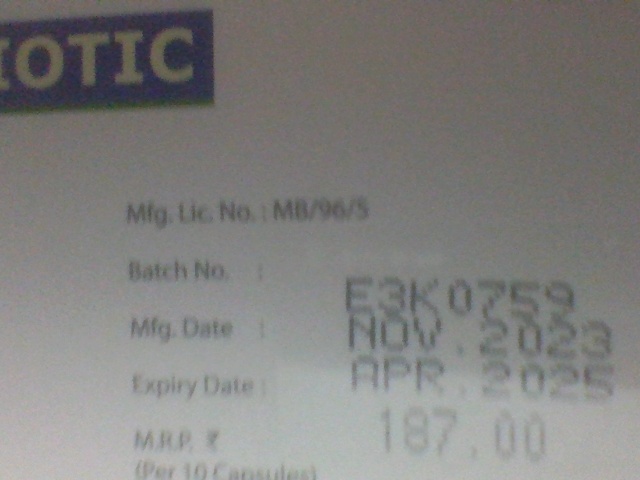 IOTIC
Mfg. Lic. No. : MB/96/5
Batch No. : E3K0759
Mfg. Date : NOV.2023
Expiry Date : APR.2025
M.R.P. ₹ 187.00
(Per 10 Capsules)